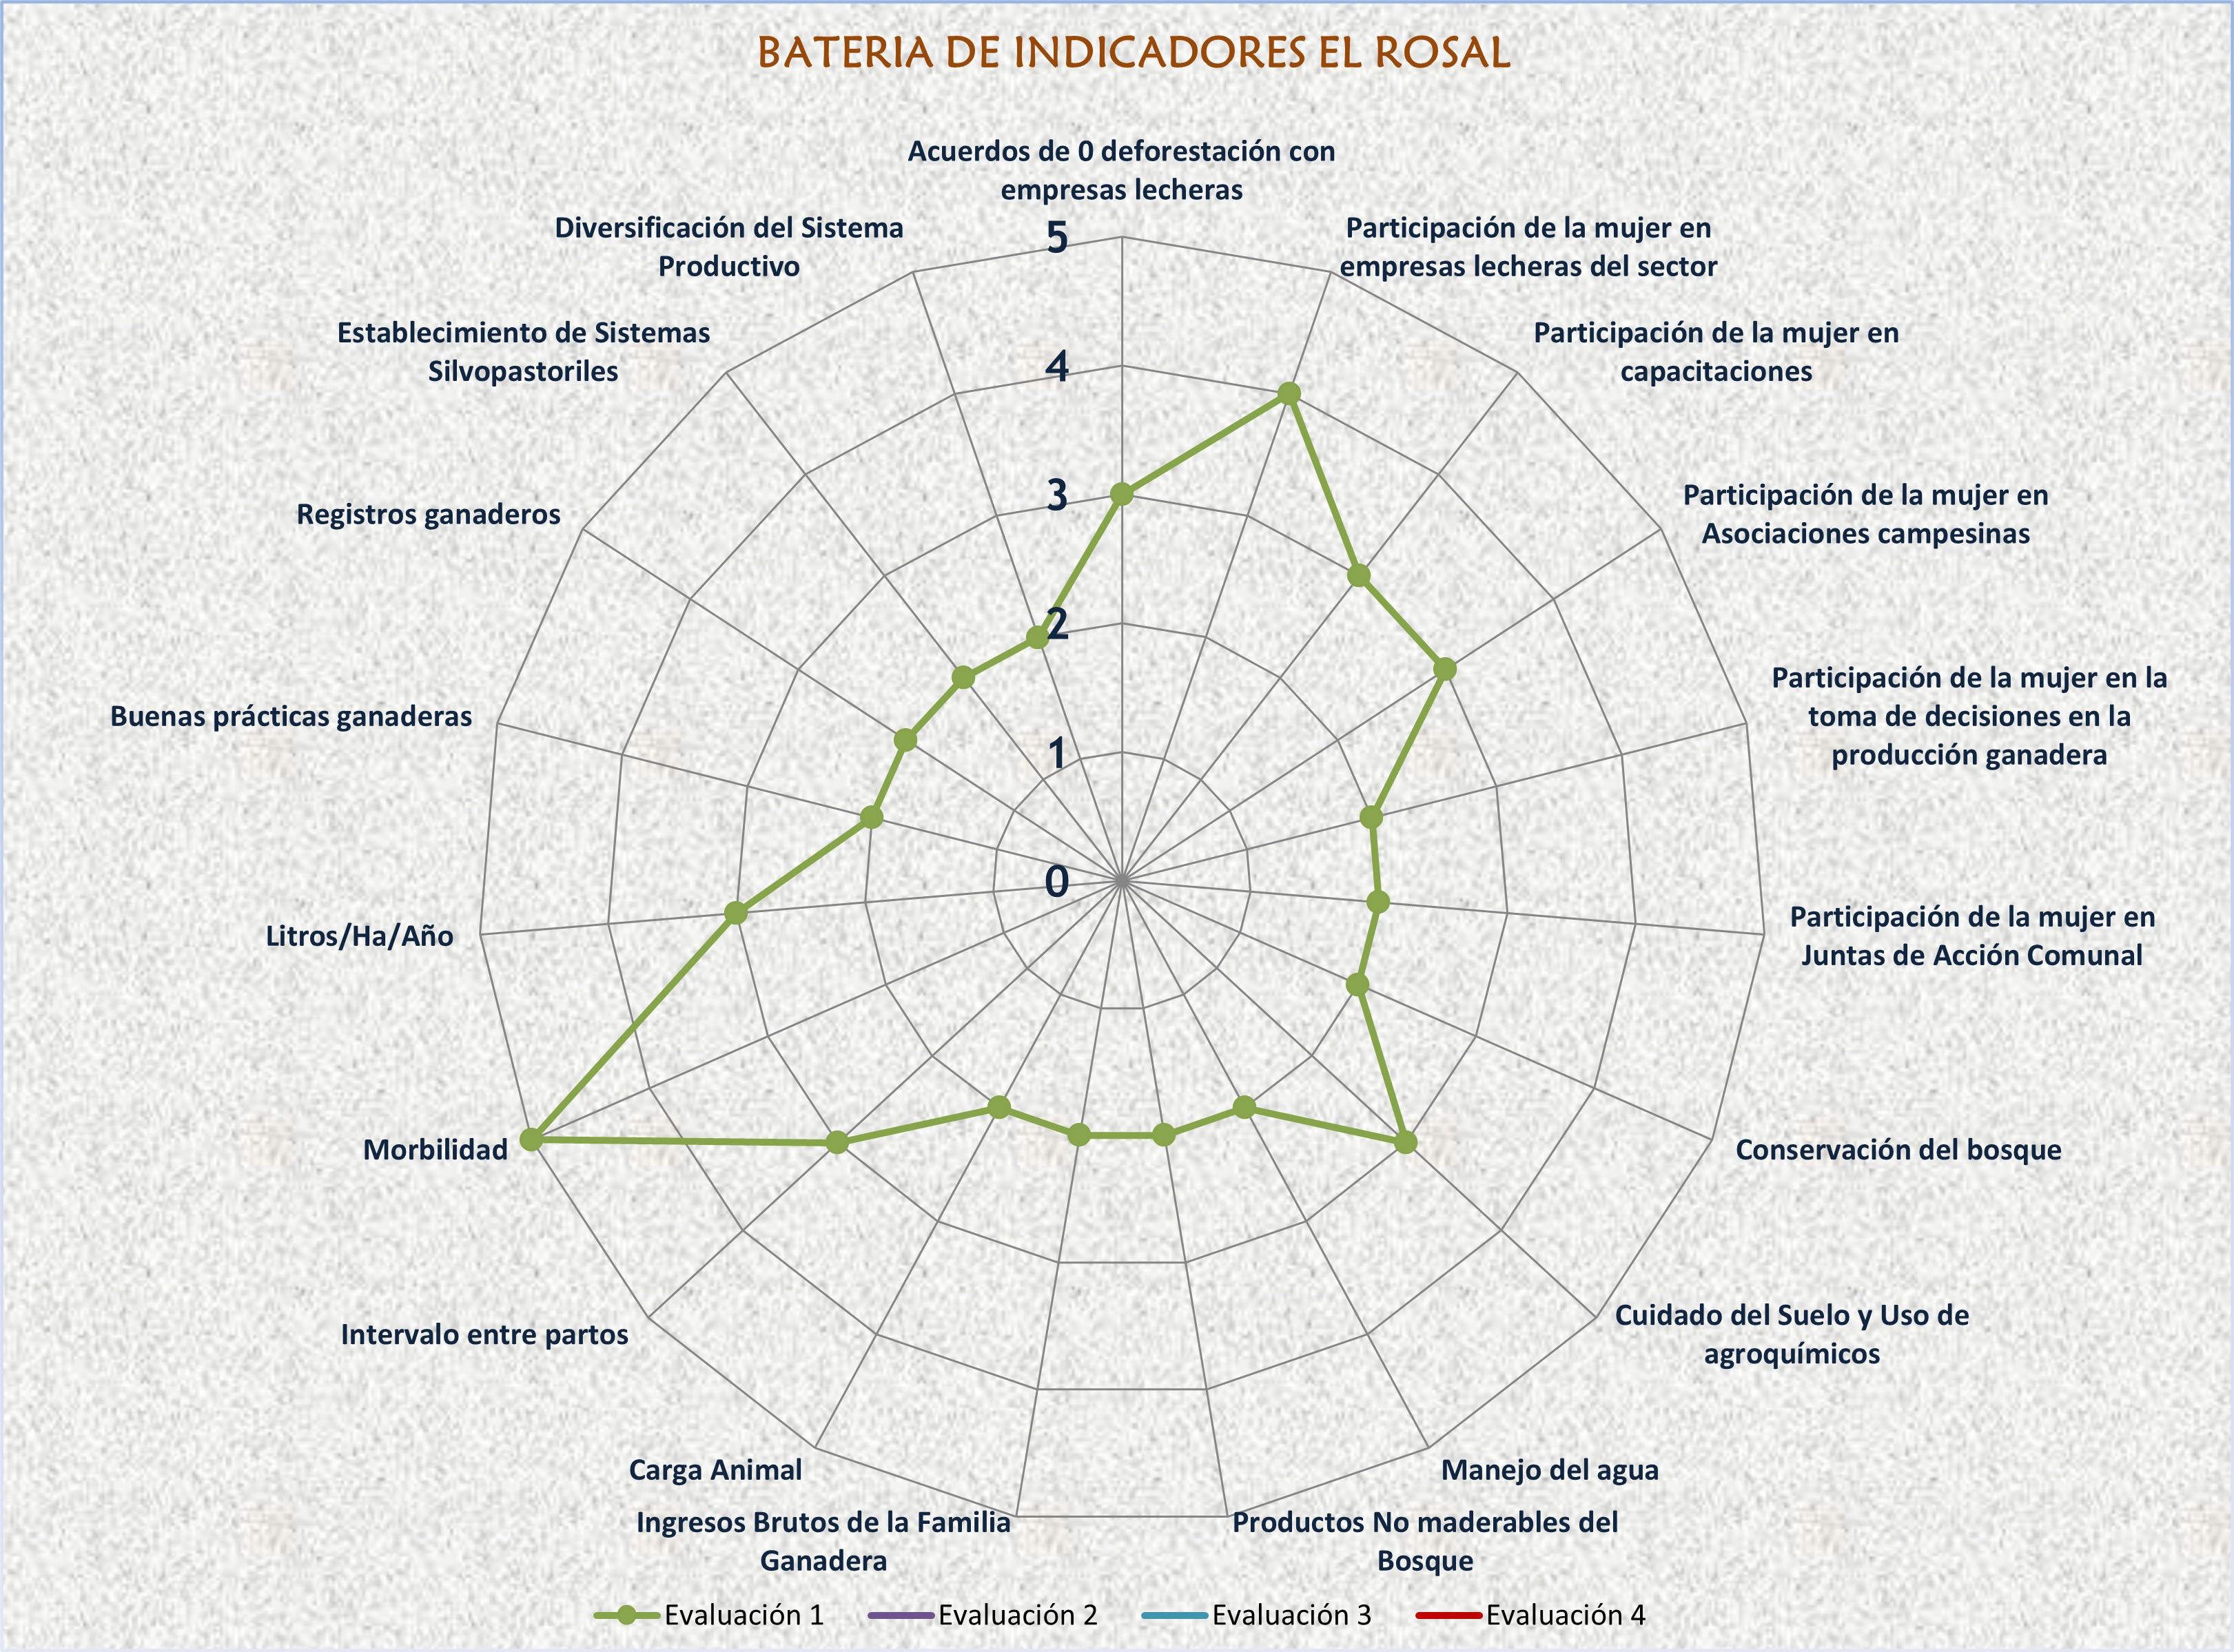 BATERIA DE INDICADORES EL ROSAL
Acuerdos de 0 deforestación con
empresas lecheras
Participación de la mujer en
empresas lecheras del sector
Participación de la mujer en
capacitaciones
Participación de la mujer en
Asociaciones campesinas
Participación de la mujer en la
toma de decisiones en la
producción ganadera
Participación de la mujer en
Juntas de Acción Comunal
Conservación del bosque
Cuidado del Suelo y Uso de
agroquímicos
Manejo del agua
Productos No maderables del
Bosque
Ingresos Brutos de la Familia
Ganadera
Carga Animal
Intervalo entre partos
Morbilidad
Litros/Ha/Año
Buenas prácticas ganaderas
Registros ganaderos
Establecimiento de Sistemas
Silvopastoriles
Diversificación del Sistema
Productivo
5
4
3
2
1
0
Evaluación 1
Evaluación 2
Evaluación 3
Evaluación 4